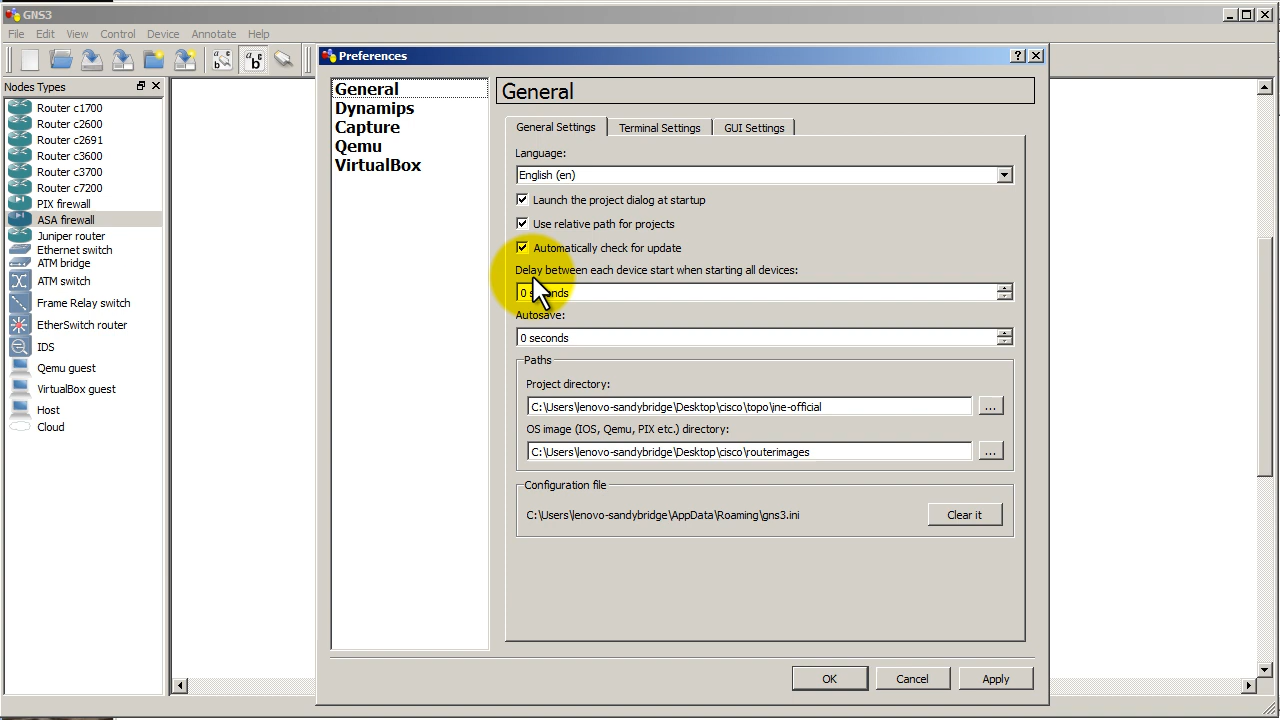 GNS3
File Edit View Control Device Annotate Help
Nodes Types
Router c1700
Router c2600
Router c2691
Router c3600
Router c3700
Router c7200
PIX firewall
ASA firewall
Juniper router
Ethernet switch
ATM bridge
ATM switch
Frame Relay switch
EtherSwitch router
IDS
Qemu guest
VirtualBox guest
Host
Cloud
Preferences
General
Dynamips
Capture
Qemu
VirtualBox
General
General Settings Terminal Settings GUI Settings
Language:
English (en)
Launch the project dialog at startup
Use relative path for projects
Automatically check for update
Delay between each device start when starting all devices:
0 seconds
Autosave:
0 seconds
Paths
Project directory:
C:\Users\lenovo-sandybridge\Desktop\cisco\topo\ine-official
...
OS image (IOS, Qemu, PIX etc.) directory:
C:\Users\lenovo-sandybridge\Desktop\cisco\routerimages
...
Configuration file
C:\Users\lenovo-sandybridge\AppData\Roaming\gns3.ini
Clear it
OK Cancel Apply